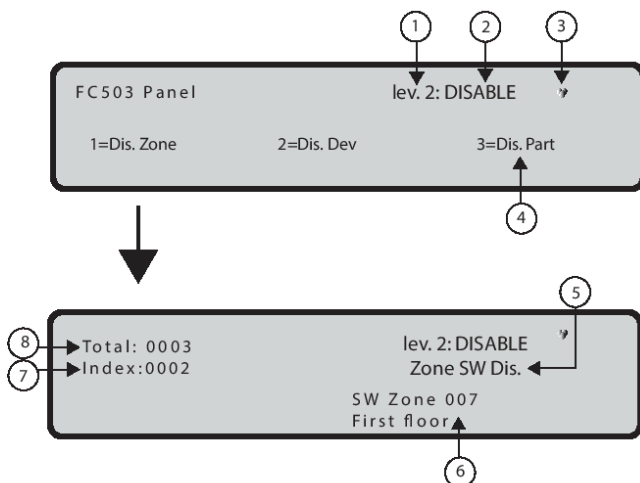 1 2 3
FC503 Panel lev. 2: DISABLE
1=Dis. Zone 2=Dis. Dev 3=Dis. Part
4
5
8 Total: 0003 lev. 2: DISABLE
7 Index:0002 Zone SW Dis.
SW Zone 007
First floor
6